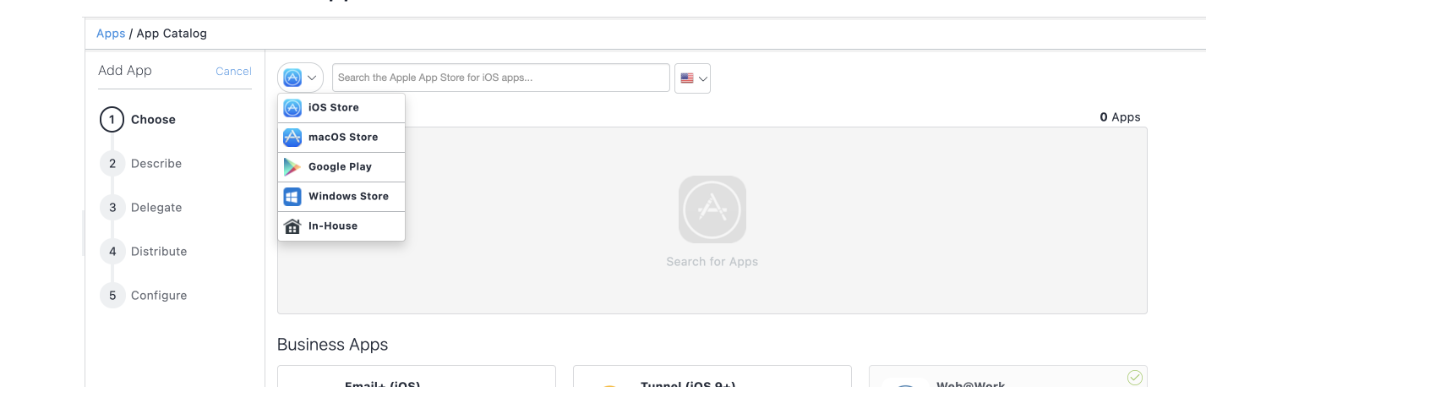 Apps / App Catalog
Add App Cancel
Search the Apple App Store for iOS apps...
1 Choose
2 Describe
3 Delegate
4 Distribute
5 Configure
iOS Store
macOS Store
Google Play
Windows Store
In-House
0 Apps
Search for Apps
Business Apps
Email+ (iOS)
Tunnel (iOS 9+)
Web@Work